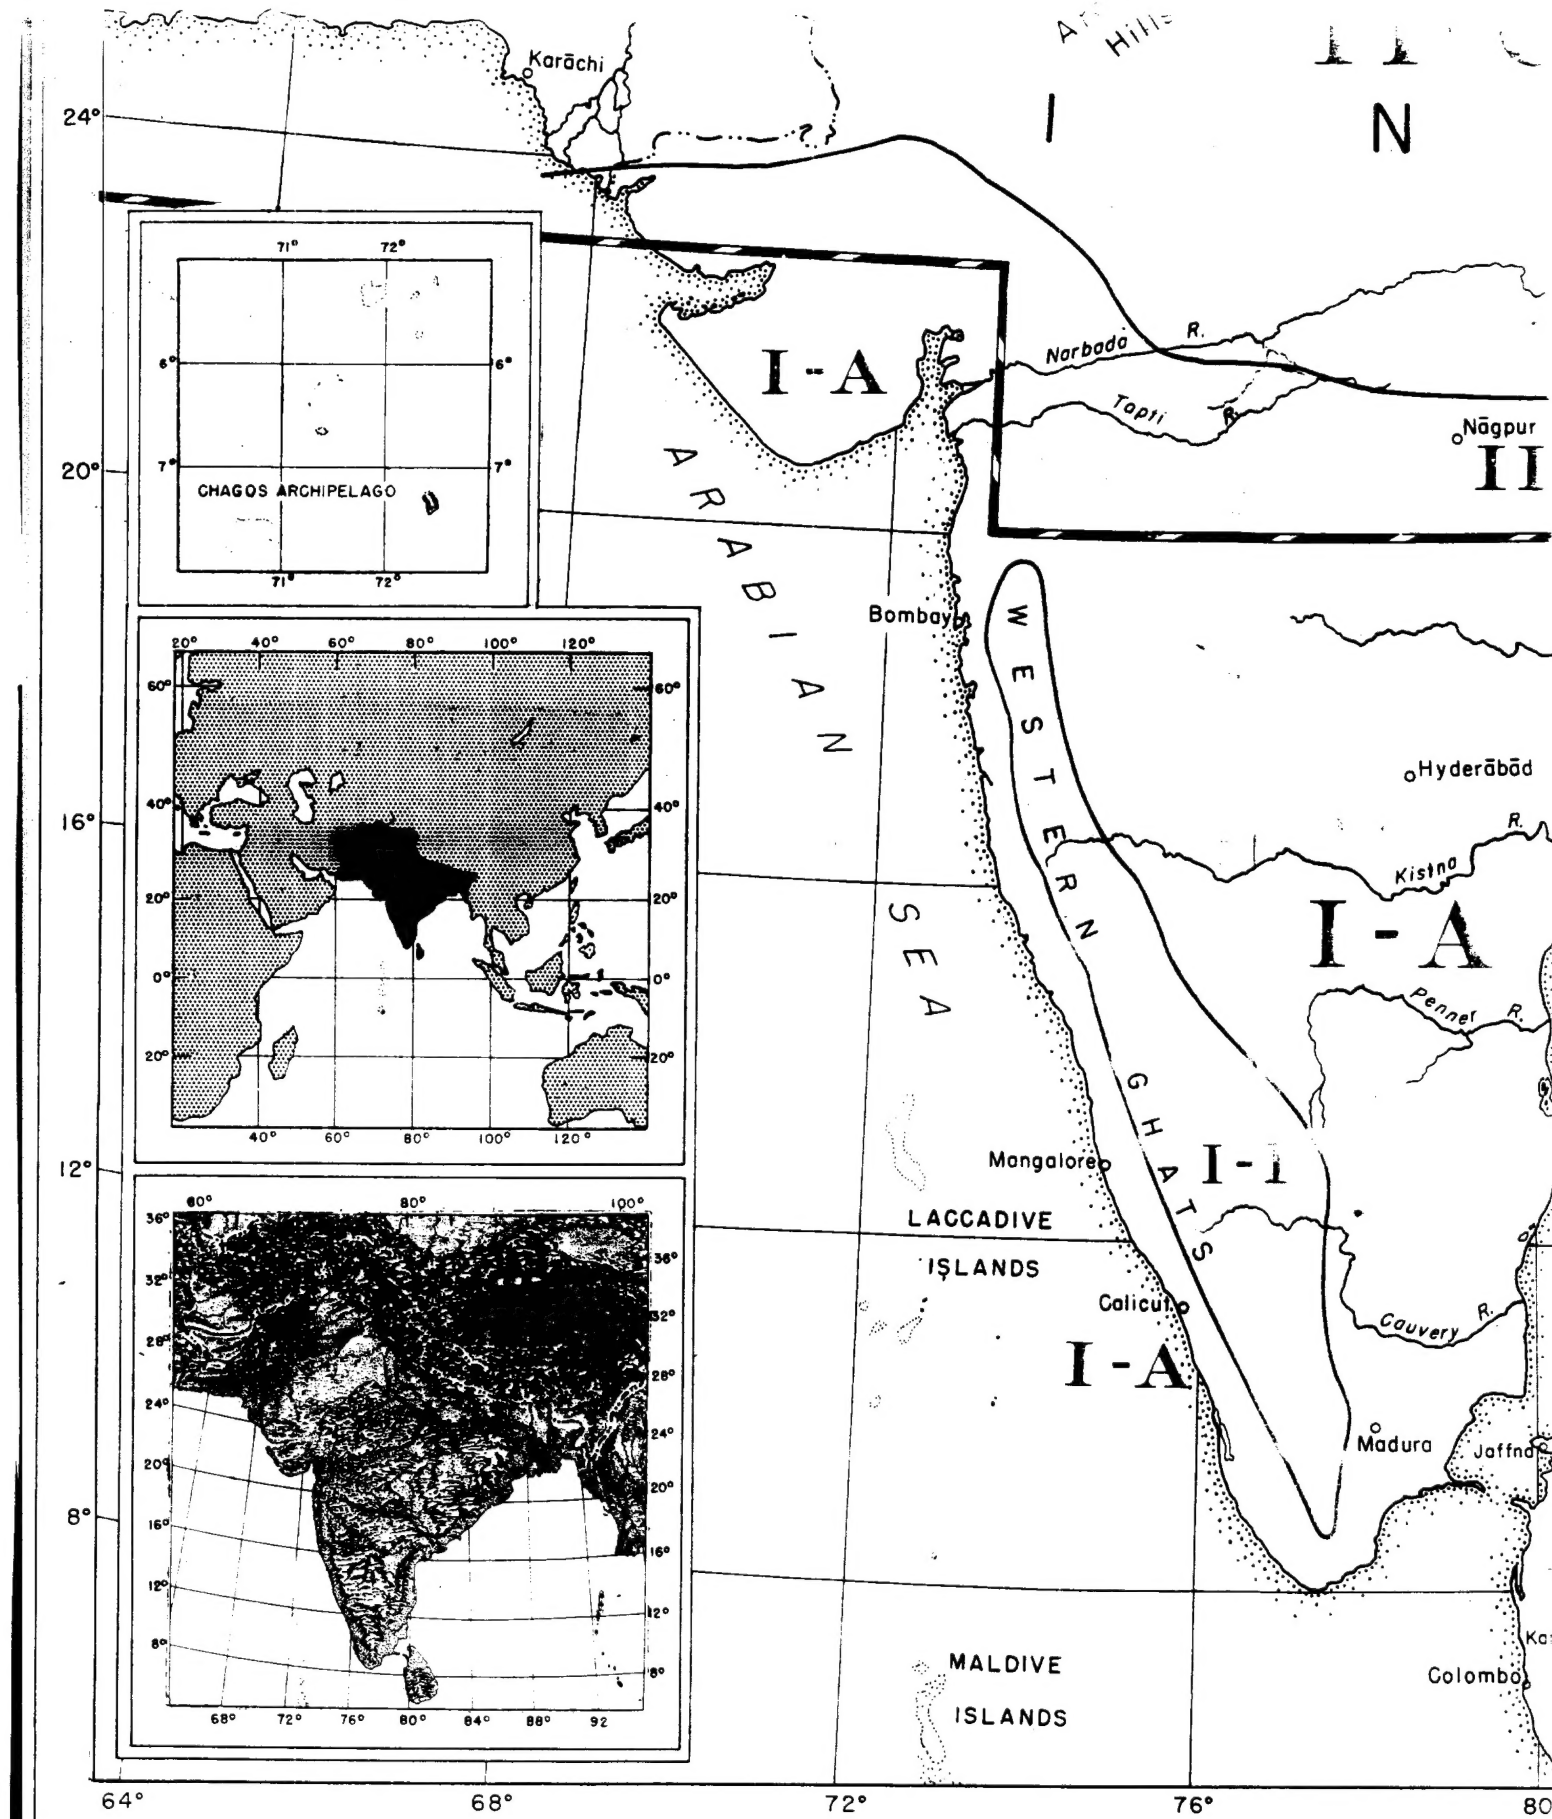 Karāchi
Hills
I
N
24°
71° 72°
6° 6°
7° 7°
CHAGOS ARCHIPELAGO
71° 72°
I-A
Narbada R.
Tapti R.
Nāgpur
II
20°
ARABIAN
SEA
Bombay
WESTERN
GHATS
20° 40° 60° 80° 100° 120°
60° 60°
40° 40°
20° 20°
0° 0°
20° 20°
40° 60° 80° 100° 120°
Hyderābād
16°
Kistna R.
I-A
Penner R.
12°
Mangalore
I-1
LACCADIVE
ISLANDS
Calicut
Cauvery R.
I-A
Madura
Jaffna
60° 80° 100°
36° 36°
32° 32°
28° 28°
24° 24°
20° 20°
16° 16°
12° 12°
8° 8°
68° 72° 76° 80° 84° 88° 92
8°
MALDIVE
ISLANDS
Colombo
64° 68° 72° 76° 80